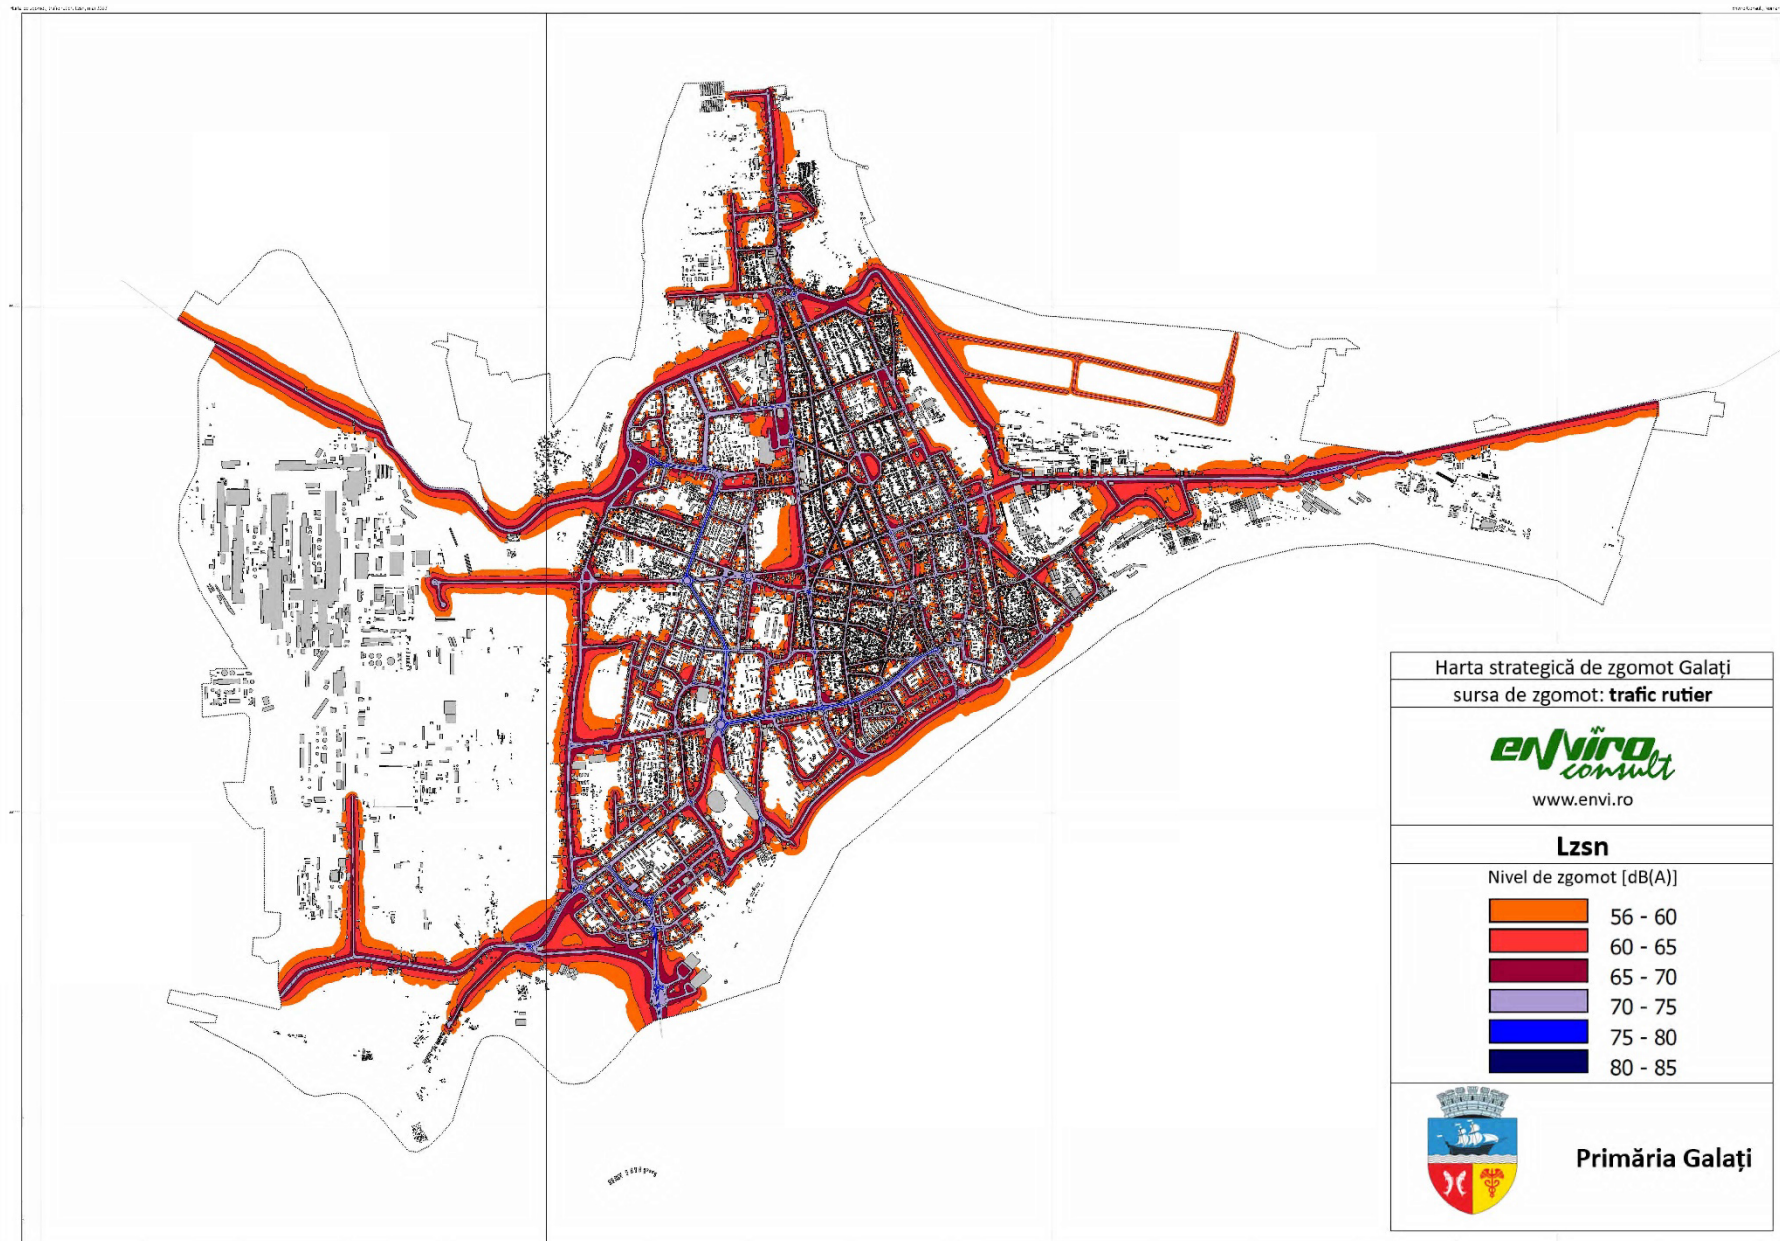 Harta strategică de zgomot Galați
sursa de zgomot: trafic rutier
enviro
consult
www.envi.ro
Lzsn
Nivel de zgomot [dB(A)]
56 - 60
60 - 65
65 - 70
70 - 75
75 - 80
80 - 85
Primăria Galați